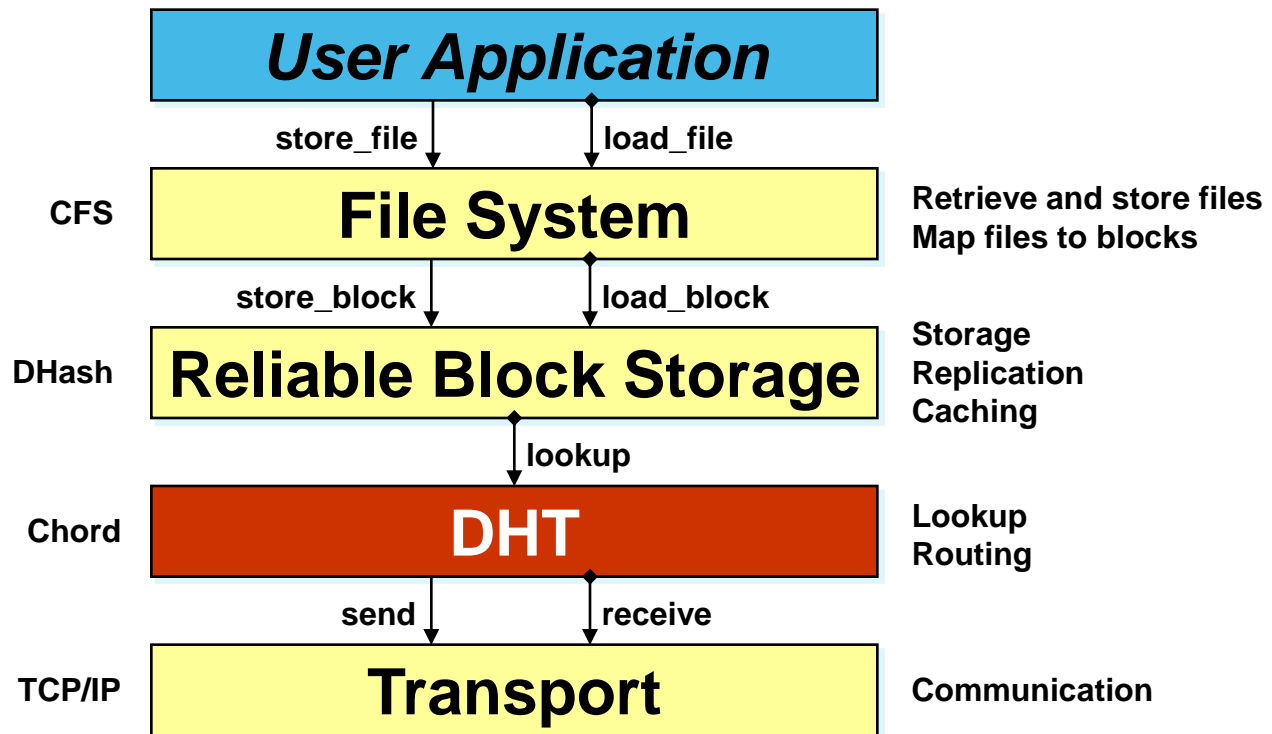 User Application
store_file
load_file
CFS
File System
Retrieve and store files
Map files to blocks
store_block
load_block
DHash
Reliable Block Storage
Storage
Replication
Caching
lookup
Chord
DHT
Lookup
Routing
send
receive
TCP/IP
Transport
Communication